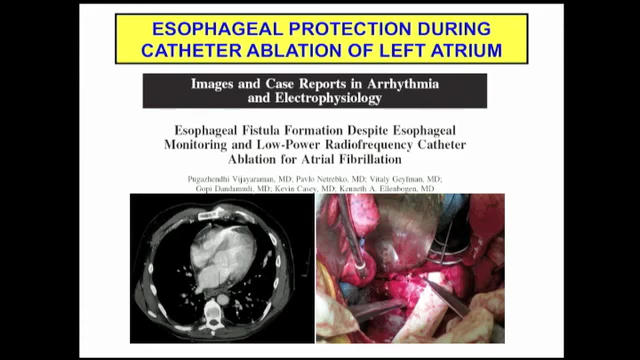 ESOPHAGEAL PROTECTION DURING
CATHETER ABLATION OF LEFT ATRIUM
Images and Case Reports in Arrhythmia
and Electrophysiology
Esophageal Fistula Formation Despite Esophageal
Monitoring and Low-Power Radiofrequency Catheter
Ablation for Atrial Fibrillation
Pugazhendhi Vijayaraman, MD; Pavlo Netrebko, MD; Vitaly Geyfman, MD;
Gopi Dandamudi, MD; Kevin Casey, MD; Kenneth A. Ellenbogen, MD